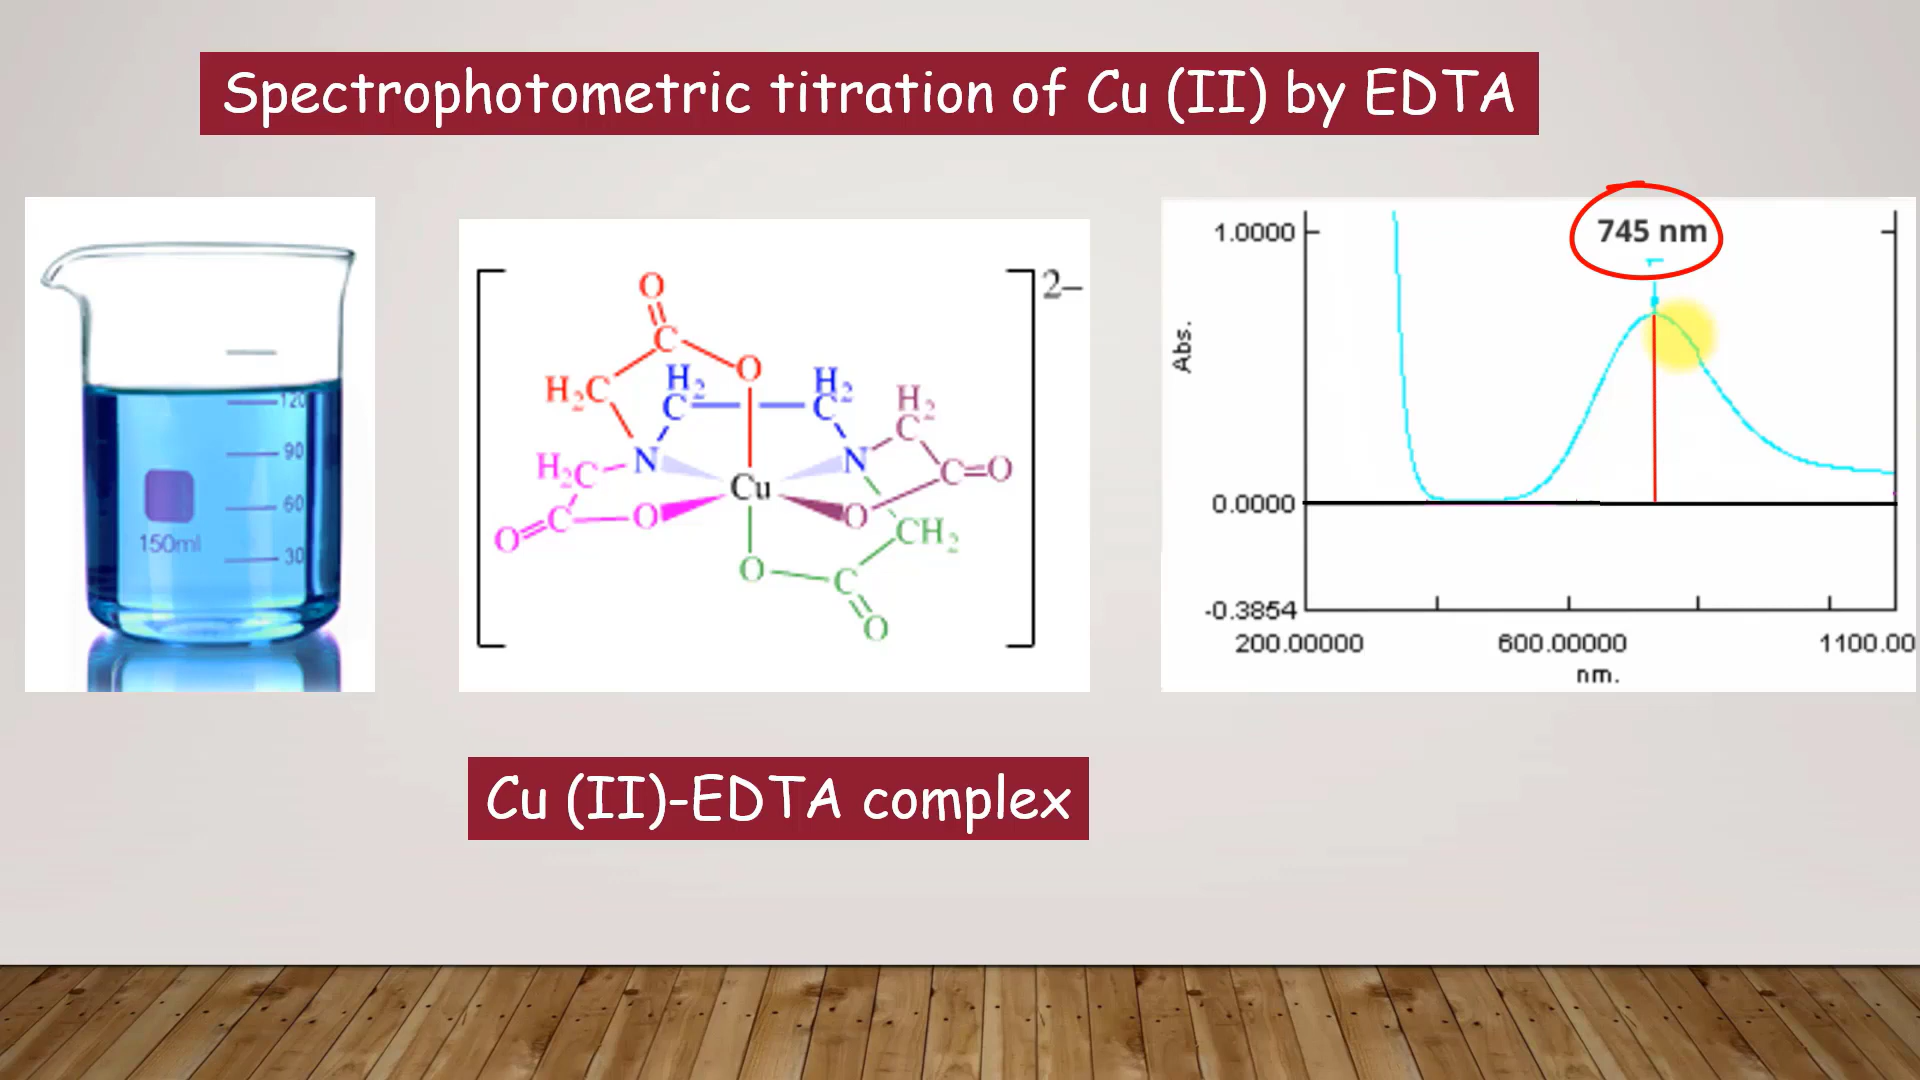 Spectrophotometric titration of Cu (II) by EDTA
120
90
60
150ml
30
2–
O
C
O
H₂C
H₂
C
H₂
C
H₂
C
N
N
H₂C
C=O
Cu
O=C
O
O
CH₂
O
C
O
745 nm
1
1.0000
Abs.
0.0000
-0.3854
200.00000 600.00000 1100.00
nm.
Cu (II)-EDTA complex